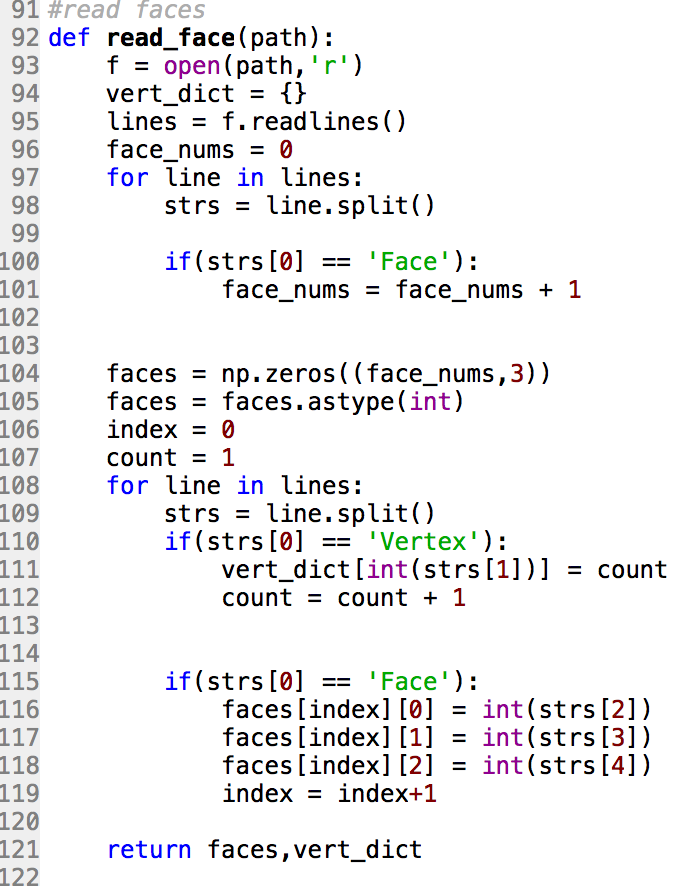 91 #read faces
92 def read_face(path):
93     f = open(path,'r')
94     vert_dict = {}
95     lines = f.readlines()
96     face_nums = 0
97     for line in lines:
98         strs = line.split()
99
100         if(strs[0] == 'Face'):
101             face_nums = face_nums + 1
102
103
104     faces = np.zeros((face_nums,3))
105     faces = faces.astype(int)
106     index = 0
107     count = 1
108     for line in lines:
109         strs = line.split()
110         if(strs[0] == 'Vertex'):
111             vert_dict[int(strs[1])] = count
112             count = count + 1
113
114
115         if(strs[0] == 'Face'):
116             faces[index][0] = int(strs[2])
117             faces[index][1] = int(strs[3])
118             faces[index][2] = int(strs[4])
119             index = index+1
120
121     return faces,vert_dict
122